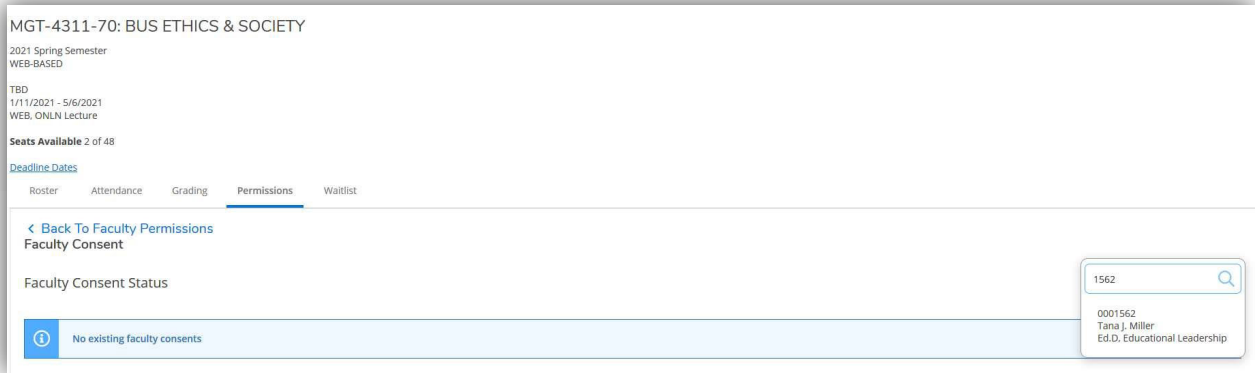 MGT-4311-70: BUS ETHICS & SOCIETY
2021 Spring Semester
WEB-BASED
TBD
1/11/2021 - 5/6/2021
WEB, ONLN Lecture
Seats Available 2 of 48
Deadline Dates
Roster Attendance Grading Permissions Waitlist
< Back To Faculty Permissions
Faculty Consent
Faculty Consent Status
1562
0001562
Tana J. Miller
Ed.D, Educational Leadership
No existing faculty consents